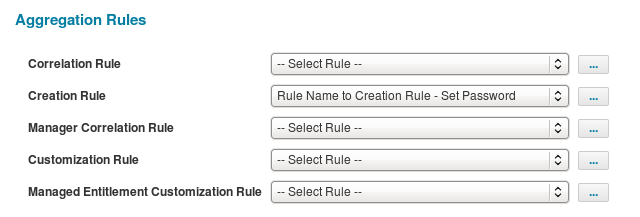 Aggregation Rules
Correlation Rule -- Select Rule -- ...
Creation Rule Rule Name to Creation Rule - Set Password ...
Manager Correlation Rule -- Select Rule -- ...
Customization Rule -- Select Rule -- ...
Managed Entitlement Customization Rule -- Select Rule -- ...